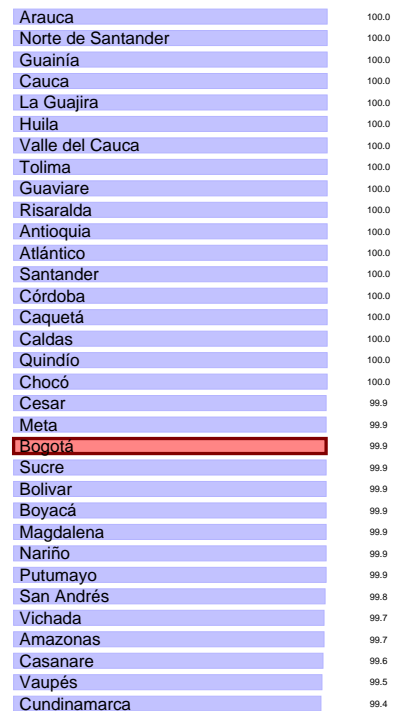 Arauca 100.0
Norte de Santander 100.0
Guainía 100.0
Cauca 100.0
La Guajira 100.0
Huila 100.0
Valle del Cauca 100.0
Tolima 100.0
Guaviare 100.0
Risaralda 100.0
Antioquia 100.0
Atlántico 100.0
Santander 100.0
Córdoba 100.0
Caquetá 100.0
Caldas 100.0
Quindío 100.0
Chocó 100.0
Cesar 99.9
Meta 99.9
Bogotá 99.9
Sucre 99.9
Bolivar 99.9
Boyacá 99.9
Magdalena 99.9
Nariño 99.9
Putumayo 99.9
San Andrés 99.8
Vichada 99.7
Amazonas 99.7
Casanare 99.6
Vaupés 99.5
Cundinamarca 99.4